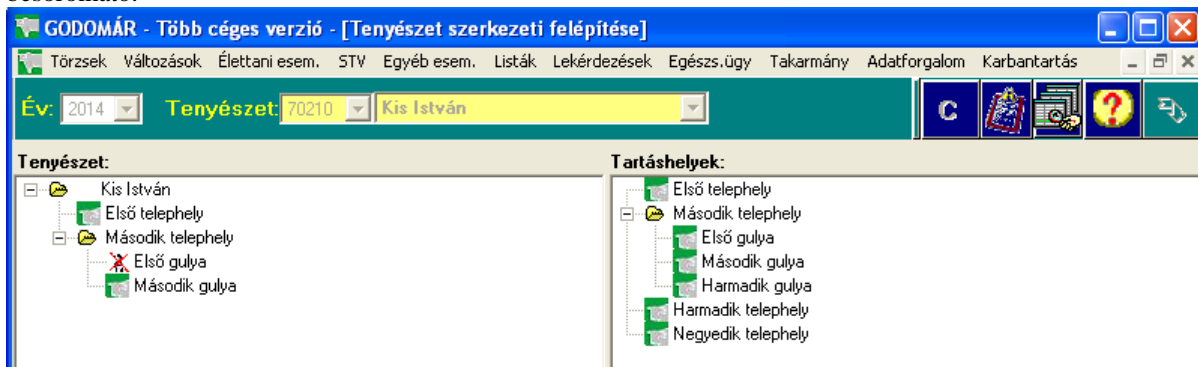 GODOMÁR - Több céges verzió - [Tenyészet szerkezeti felépítése]
Törzsek Változások Élettani esem. STV Egyéb esem. Listák Lekérdezések Egészs.ügy Takarmány Adatforgalom Karbantartás
Év: 2014 Tenyészet: 70210 Kis István C ?
Tenyészet: Tartáshelyek:
Kis István
Első telephely
Második telephely
Első gulya
Második gulya
Első telephely
Második telephely
Első gulya
Második gulya
Harmadik gulya
Harmadik telephely
Negyedik telephely